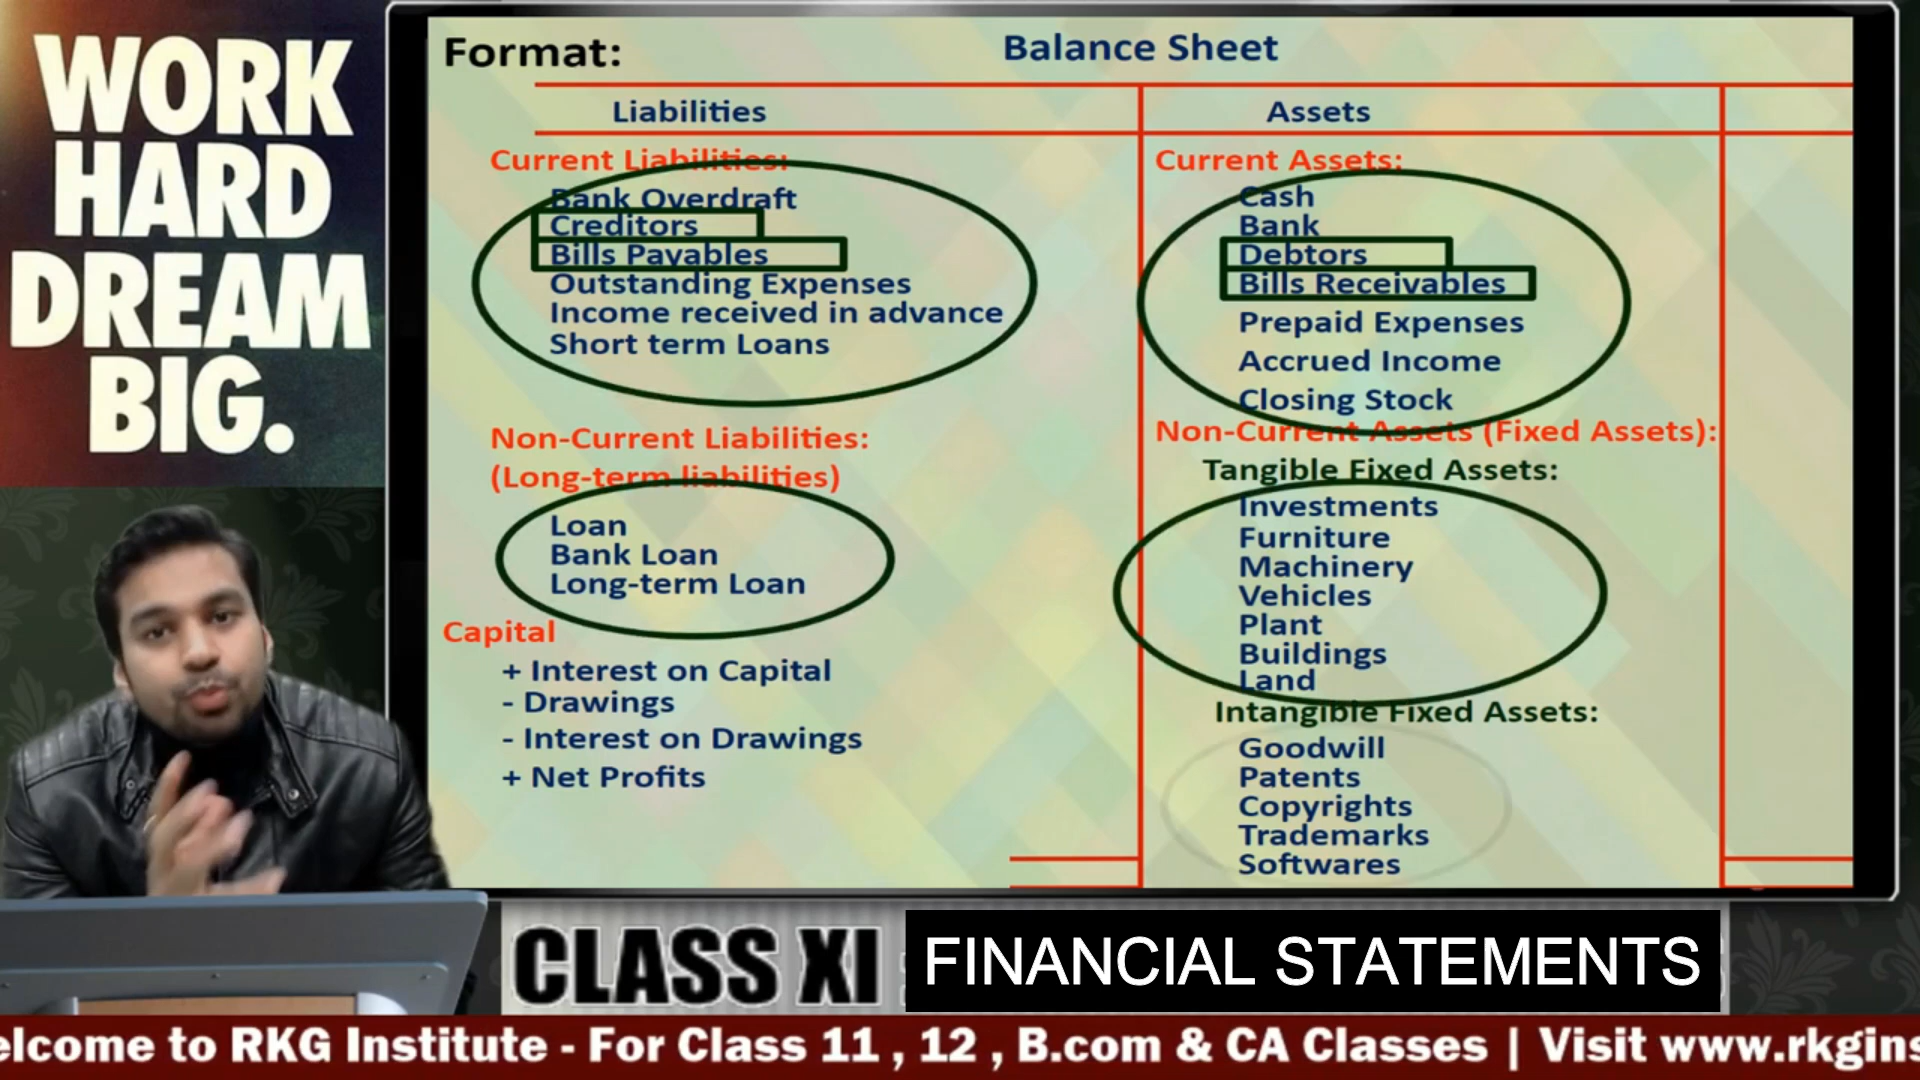 WORK
HARD
DREAM
BIG.
Format:
Balance Sheet
Liabilities
Assets
Current Liabilities:
Bank Overdraft
Creditors
Bills Payables
Outstanding Expenses
Income received in advance
Short term Loans
Non-Current Liabilities:
(Long-term liabilities)
Loan
Bank Loan
Long-term Loan
Capital
+ Interest on Capital
- Drawings
- Interest on Drawings
+ Net Profits
Current Assets:
Cash
Bank
Debtors
Bills Receivables
Prepaid Expenses
Accrued Income
Closing Stock
Non-Current Assets (Fixed Assets):
Tangible Fixed Assets:
Investments
Furniture
Machinery
Vehicles
Plant
Buildings
Land
Intangible Fixed Assets:
Goodwill
Patents
Copyrights
Trademarks
Softwares
CLASS XI
FINANCIAL STATEMENTS
elcome to RKG Institute - For Class 11 , 12 , B.com & CA Classes | Visit www.rkgins